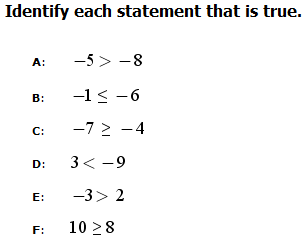 Identify each statement that is true.
A: −5 > −8
B: −1 ≤ −6
C: −7 ≥ −4
D: 3 < −9
E: −3 > 2
F: 10 ≥ 8